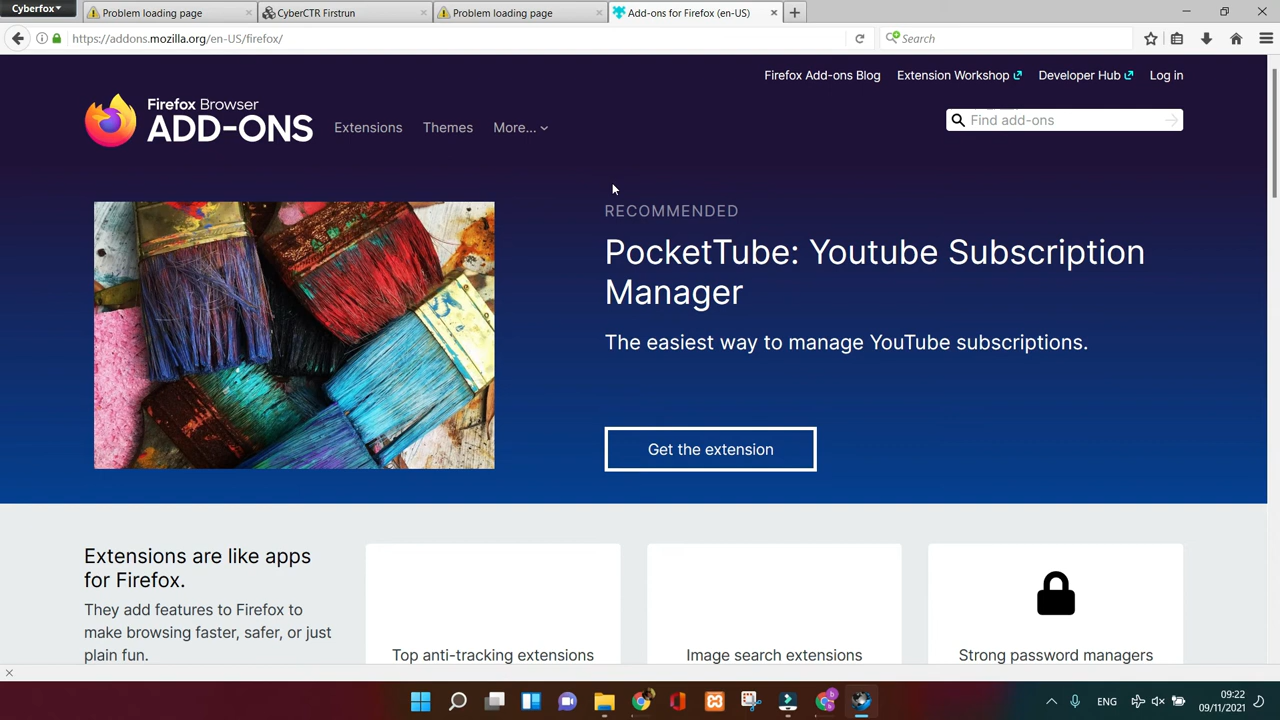 Cyberfox
Problem loading page
CyberCTR Firstrun
Problem loading page
Add-ons for Firefox (en-US)
https://addons.mozilla.org/en-US/firefox/
Search
Firefox Add-ons Blog
Extension Workshop
Developer Hub
Log in
Firefox Browser
ADD-ONS
Extensions
Themes
More...
Find add-ons
RECOMMENDED
PocketTube: Youtube Subscription
Manager
The easiest way to manage YouTube subscriptions.
Get the extension
Extensions are like apps
for Firefox.
They add features to Firefox to
make browsing faster, safer, or just
plain fun.
Top anti-tracking extensions
Image search extensions
Strong password managers
ENG
09:22
09/11/2021